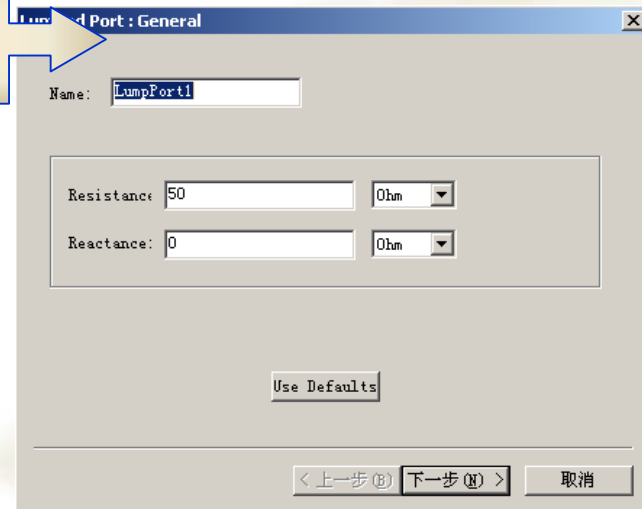 Lumped Port : General
Name: LumpPort1
Resistance 50 Ohm
Reactance: 0 Ohm
Use Defaults
< 上一步(B) 下一步(N) > 取消